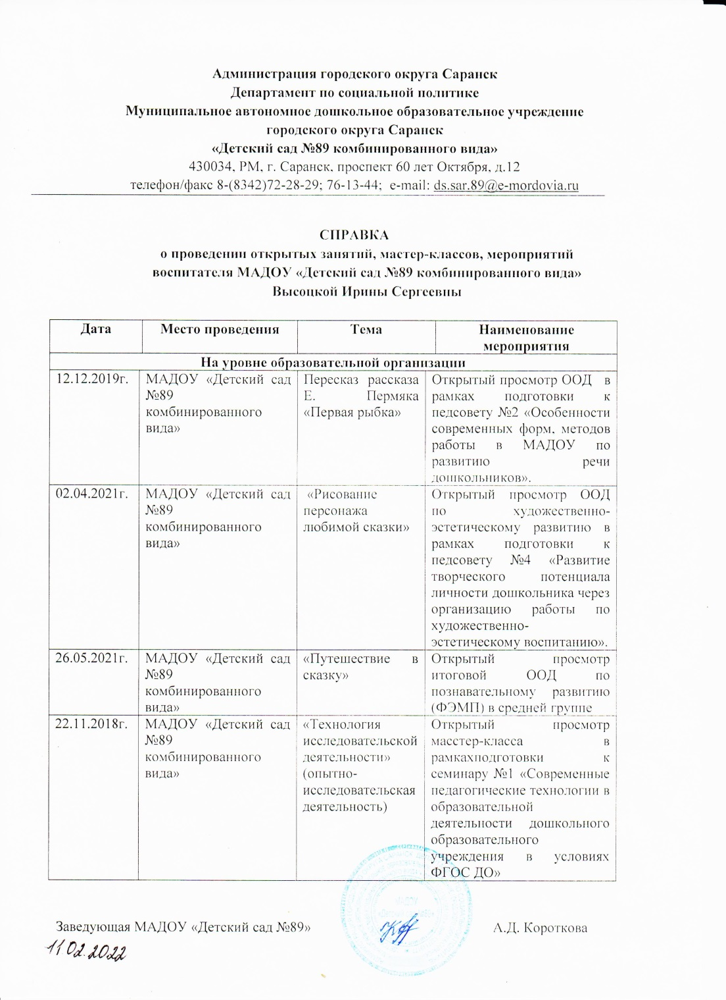 Администрация городского округа Саранск
Департамент по социальной политике
Муниципальное автономное дошкольное образовательное учреждение
городского округа Саранск
«Детский сад №89 комбинированного вида»
430034, РМ, г. Саранск, проспект 60 лет Октября, д.12
телефон/факс 8-(8342)72-28-29; 76-13-44; e-mail: ds.sar.89@e-mordovia.ru
СПРАВКА
о проведении открытых занятий, мастер-классов, мероприятий
воспитателя МАДОУ «Детский сад №89 комбинированного вида»
Высоцкой Ирины Сергеевны
Дата
Место проведения
Тема
Наименование
мероприятия
На уровне образовательной организации
12.12.2019г.
МАДОУ «Детский сад
№89
комбинированного
вида»
Пересказ рассказа
Е. Пермяка
«Первая рыбка»
Открытый просмотр ООД в
рамках подготовки к
педсовету №2 «Особенности
современных форм, методов
работы в МАДОУ по
развитию речи
дошкольников».
02.04.2021г.
МАДОУ «Детский сад
№89
комбинированного
вида»
«Рисование
персонажа
любимой сказки»
Открытый просмотр ООД
по художественно-
эстетическому развитию в
рамках подготовки к
педсовету №4 «Развитие
творческого потенциала
личности дошкольника через
организацию работы по
художественно-
эстетическому воспитанию».
26.05.2021г.
МАДОУ «Детский сад
№89
комбинированного
вида»
«Путешествие в
сказку»
Открытый просмотр
итоговой ООД по
познавательному развитию
(ФЭМП) в средней группе
22.11.2018г.
МАДОУ «Детский сад
№89
комбинированного
вида»
«Технология
исследовательской
деятельности»
(опытно-
исследовательская
деятельность)
Открытый просмотр
масстер-класса в
рамкахподготовки к
семинару №1 «Современные
педагогические технологии в
образовательной
деятельности дошкольного
образовательного
учреждения в условиях
ФГОС ДО»
Заведующая МАДОУ «Детский сад №89»
А.Д. Короткова
11 02.2022